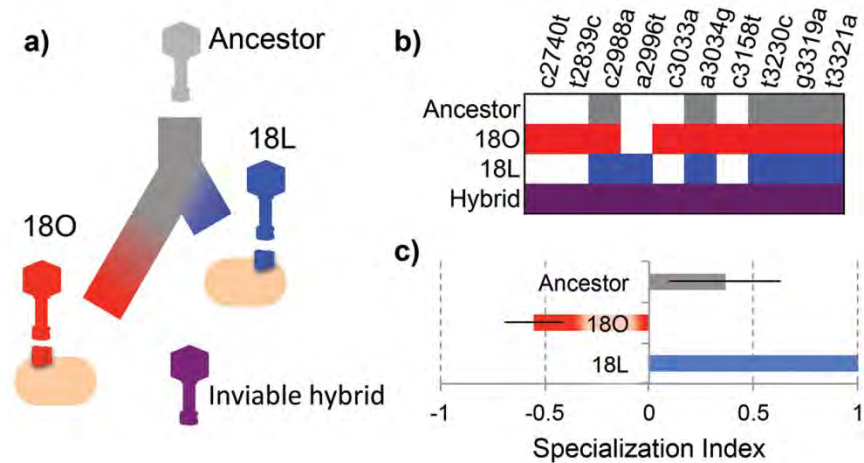 a)
Ancestor
18L
18O
Inviable hybrid
b)
c2740t
t2839c
c2988a
a2996t
c3033a
a3034g
c3158t
t3230c
g3319a
t3321a
Ancestor
18O
18L
Hybrid
c)
Ancestor
18O
18L
-1 -0.5 0 0.5 1
Specialization Index